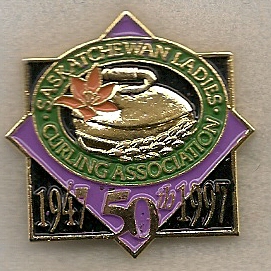 · SASKATCHEWAN LADIES ·
CURLING ASSOCIATION
1947 50th 1997